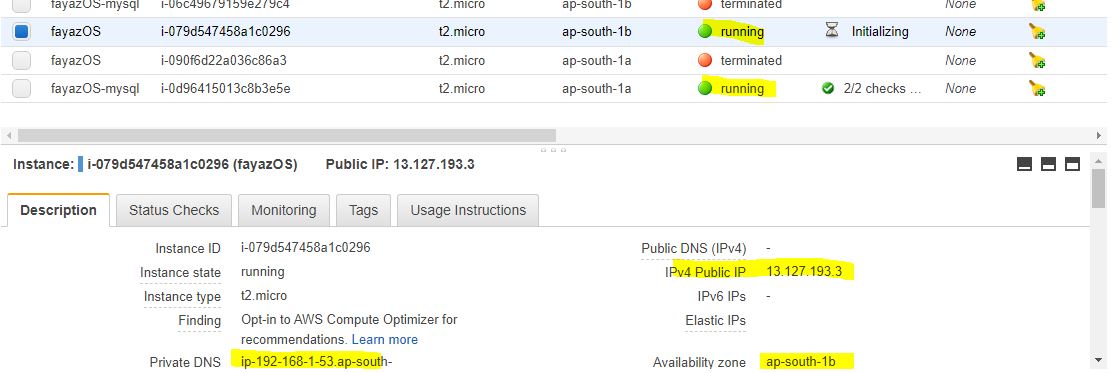 fayazOS-mysql i-06c49679159e279c4 t2.micro ap-south-1b terminated None
fayazOS i-079d547458a1c0296 t2.micro ap-south-1b running Initializing None
fayazOS i-090f6d22a036c86a3 t2.micro ap-south-1a terminated None
fayazOS-mysql i-0d96415013c8b3e5e t2.micro ap-south-1a running 2/2 checks ... None
Instance: i-079d547458a1c0296 (fayazOS) Public IP: 13.127.193.3
Description Status Checks Monitoring Tags Usage Instructions
Instance ID i-079d547458a1c0296 Public DNS (IPv4) -
Instance state running IPv4 Public IP 13.127.193.3
Instance type t2.micro IPv6 IPs -
Finding Opt-in to AWS Compute Optimizer for Elastic IPs
recommendations. Learn more
Private DNS ip-192-168-1-53.ap-south- Availability zone ap-south-1b